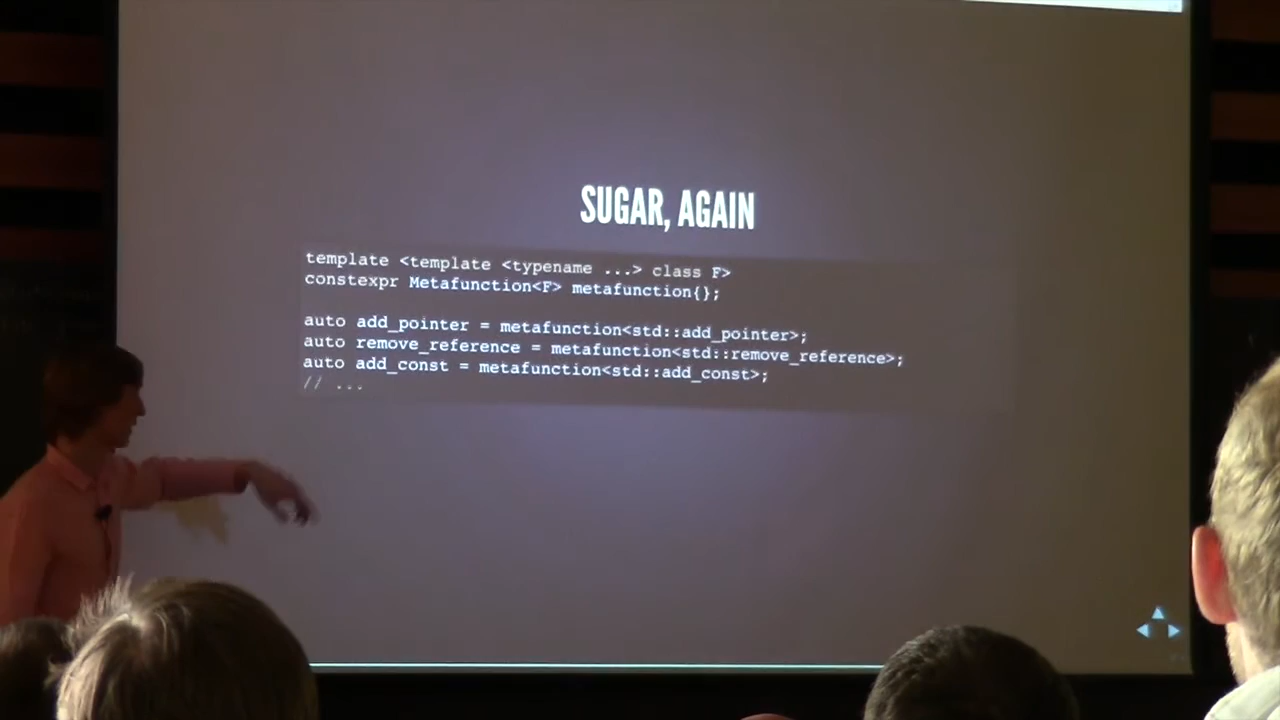 SUGAR, AGAIN
template <template <typename ...> class F>
constexpr Metafunction<F> metafunction{};
auto add_pointer = metafunction<std::add_pointer>;
auto remove_reference = metafunction<std::remove_reference>;
auto add_const = metafunction<std::add_const>;
// ...